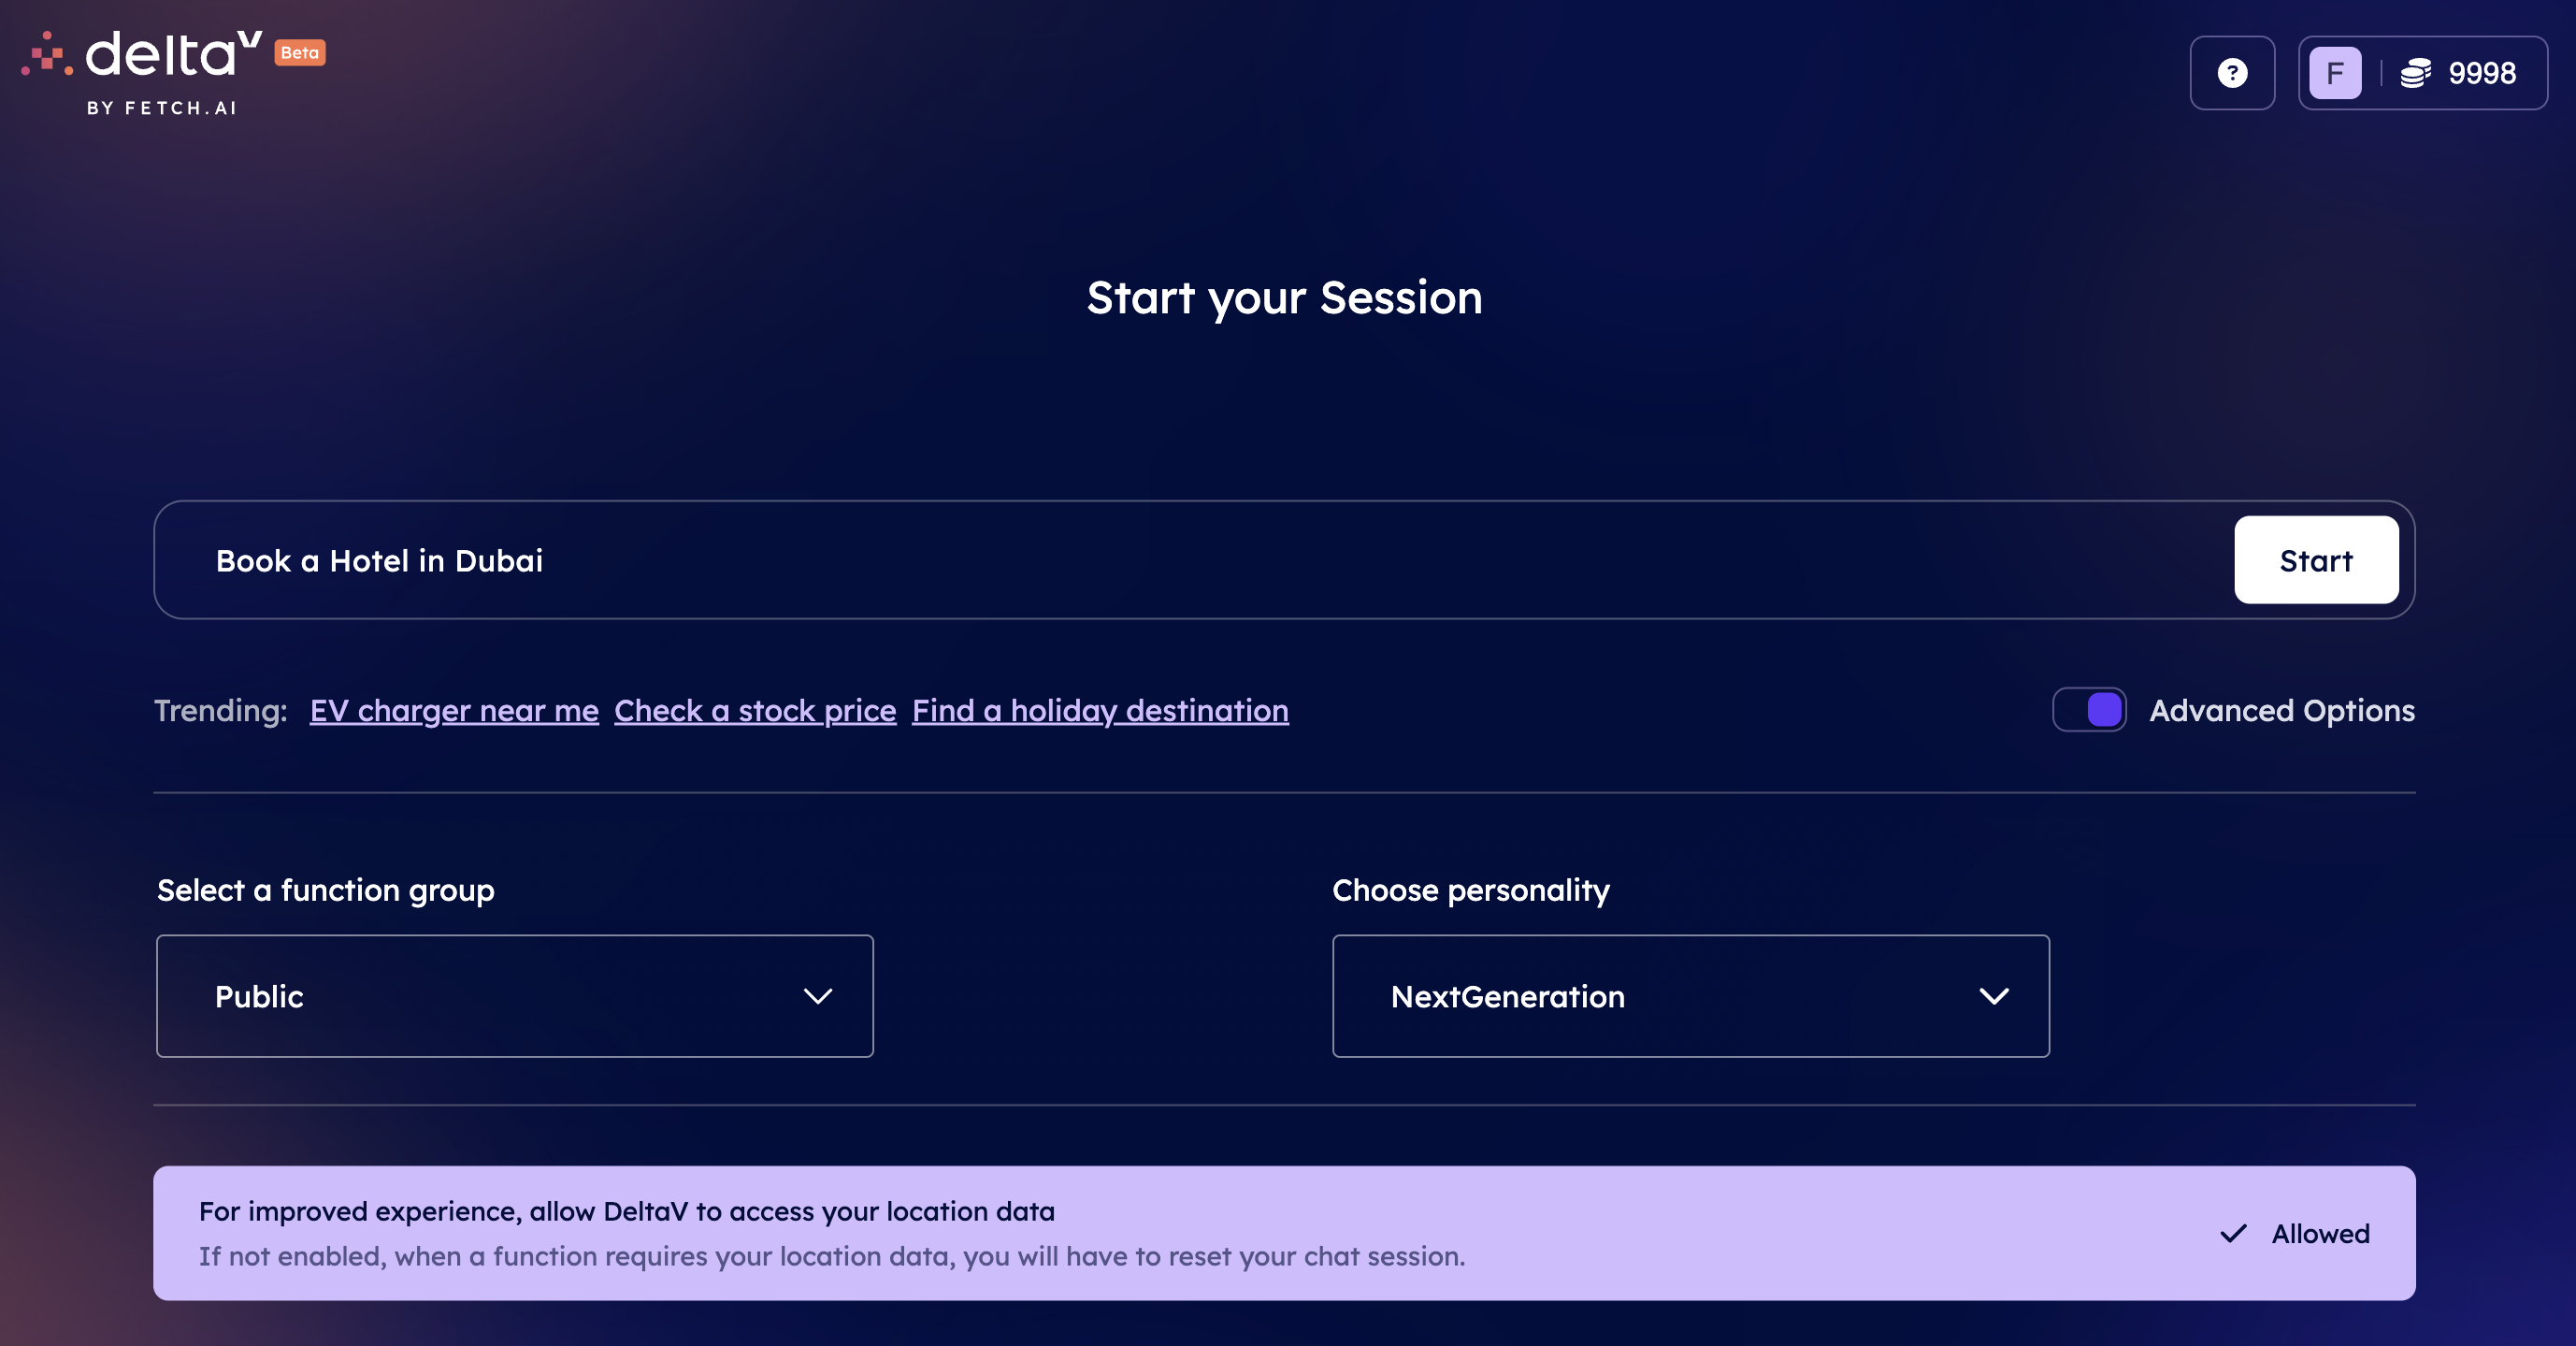 deltaV Beta
BY FETCH.AI
? F 9998
Start your Session
Book a Hotel in Dubai Start
Trending: EV charger near me Check a stock price Find a holiday destination Advanced Options
Select a function group Choose personality
Public NextGeneration
For improved experience, allow DeltaV to access your location data
If not enabled, when a function requires your location data, you will have to reset your chat session.
Allowed